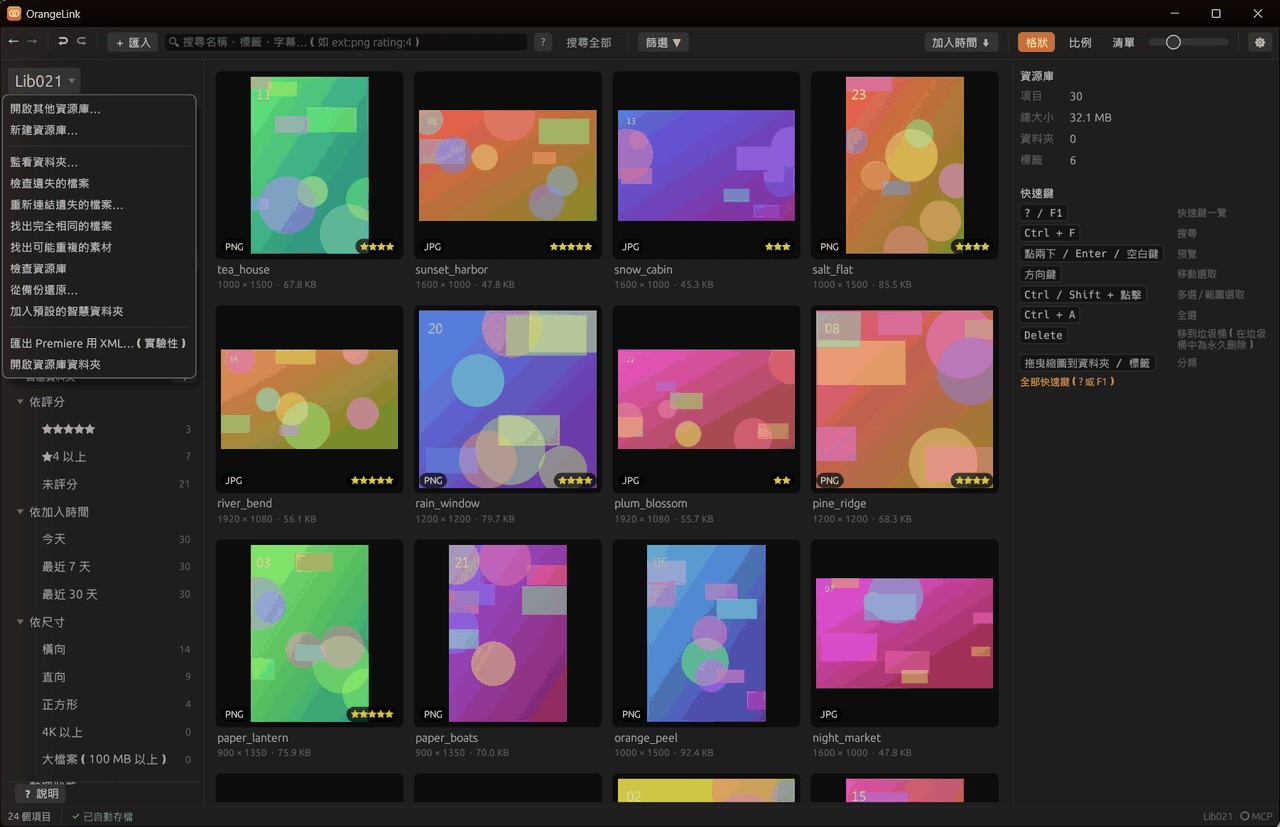 OrangeLink
+ 匯入
搜尋名稱、標籤、字幕…（如 ext:png rating:4）
?
搜尋全部
篩選 ▼
加入時間 ⬇
格狀
比例
清單
Lib021
開啟其他資源庫…
新建資源庫…
監看資料夾…
檢查遺失的檔案
重新連結遺失的檔案…
找出完全相同的檔案
找出可能重複的素材
檢查資源庫
從備份還原…
加入預設的智慧資料夾
匯出 Premiere 用 XML…（實驗性）
開啟資源庫資料夾
依評分
★★★★★ 3
★4 以上 7
未評分 21
依加入時間
今天 30
最近 7 天 30
最近 30 天 30
依尺寸
橫向 14
直向 9
正方形 4
4K 以上 0
大檔案（100 MB 以上） 0
? 說明
24 個項目
✓ 已自動存檔
11
PNG ★★★★
tea_house
1000 × 1500 · 67.8 KB
01
JPG ★★★★★
sunset_harbor
1600 × 1000 · 47.8 KB
13
JPG ★★★
snow_cabin
1600 × 1000 · 45.3 KB
23
PNG ★★★★
salt_flat
1000 × 1500 · 85.5 KB
JPG ★★★★★
river_bend
1920 × 1080 · 56.1 KB
20
PNG ★★★★
rain_window
1200 × 1200 · 79.7 KB
22
JPG ★★
plum_blossom
1920 × 1080 · 55.7 KB
08
PNG ★★★★
pine_ridge
1200 × 1200 · 68.3 KB
03
PNG ★★★★★
paper_lantern
900 × 1350 · 75.9 KB
21
PNG
paper_boats
900 × 1350 · 70.0 KB
05
PNG
orange_peel
1000 × 1500 · 92.4 KB
07
JPG
night_market
1600 × 1000 · 47.8 KB
02
15
資源庫
項目 30
總大小 32.1 MB
資料夾 0
標籤 6
快速鍵
? / F1 快速鍵一覽
Ctrl + F 搜尋
點兩下 / Enter / 空白鍵 預覽
方向鍵 移動選取
Ctrl / Shift + 點擊 多選/範圍選取
Ctrl + A 全選
Delete 移到垃圾桶（在垃圾
桶中為永久刪除）
拖曳縮圖到資料夾 / 標籤 分類
全部快速鍵（? 或 F1）
Lib021
MCP